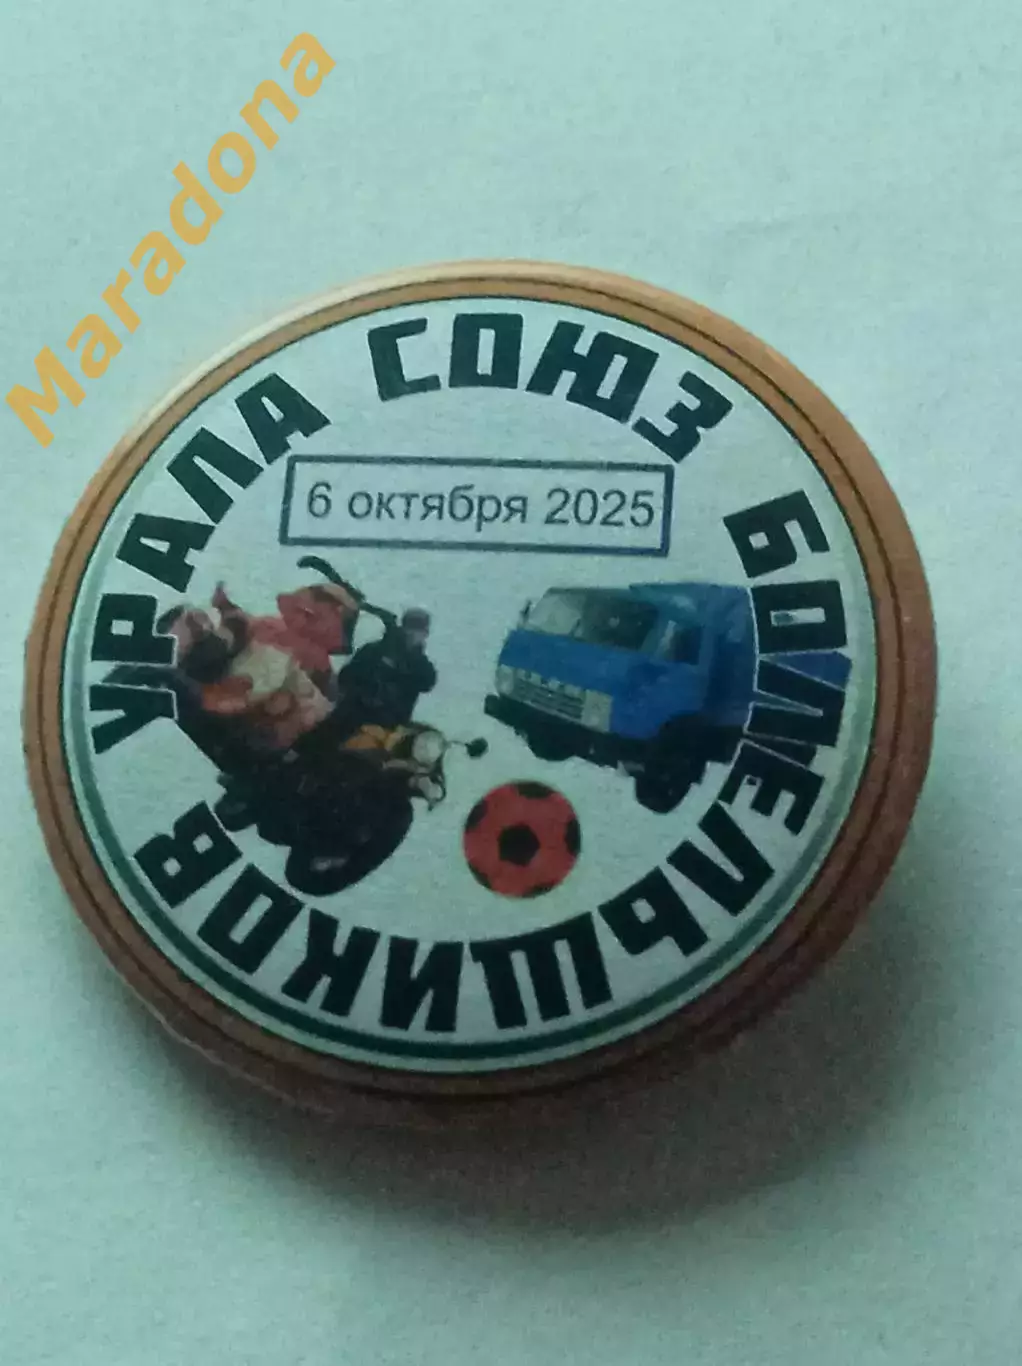 Maradona
СОЮЗ БОЛЕЛЬЩИКОВ УРАЛА
6 октября 2025